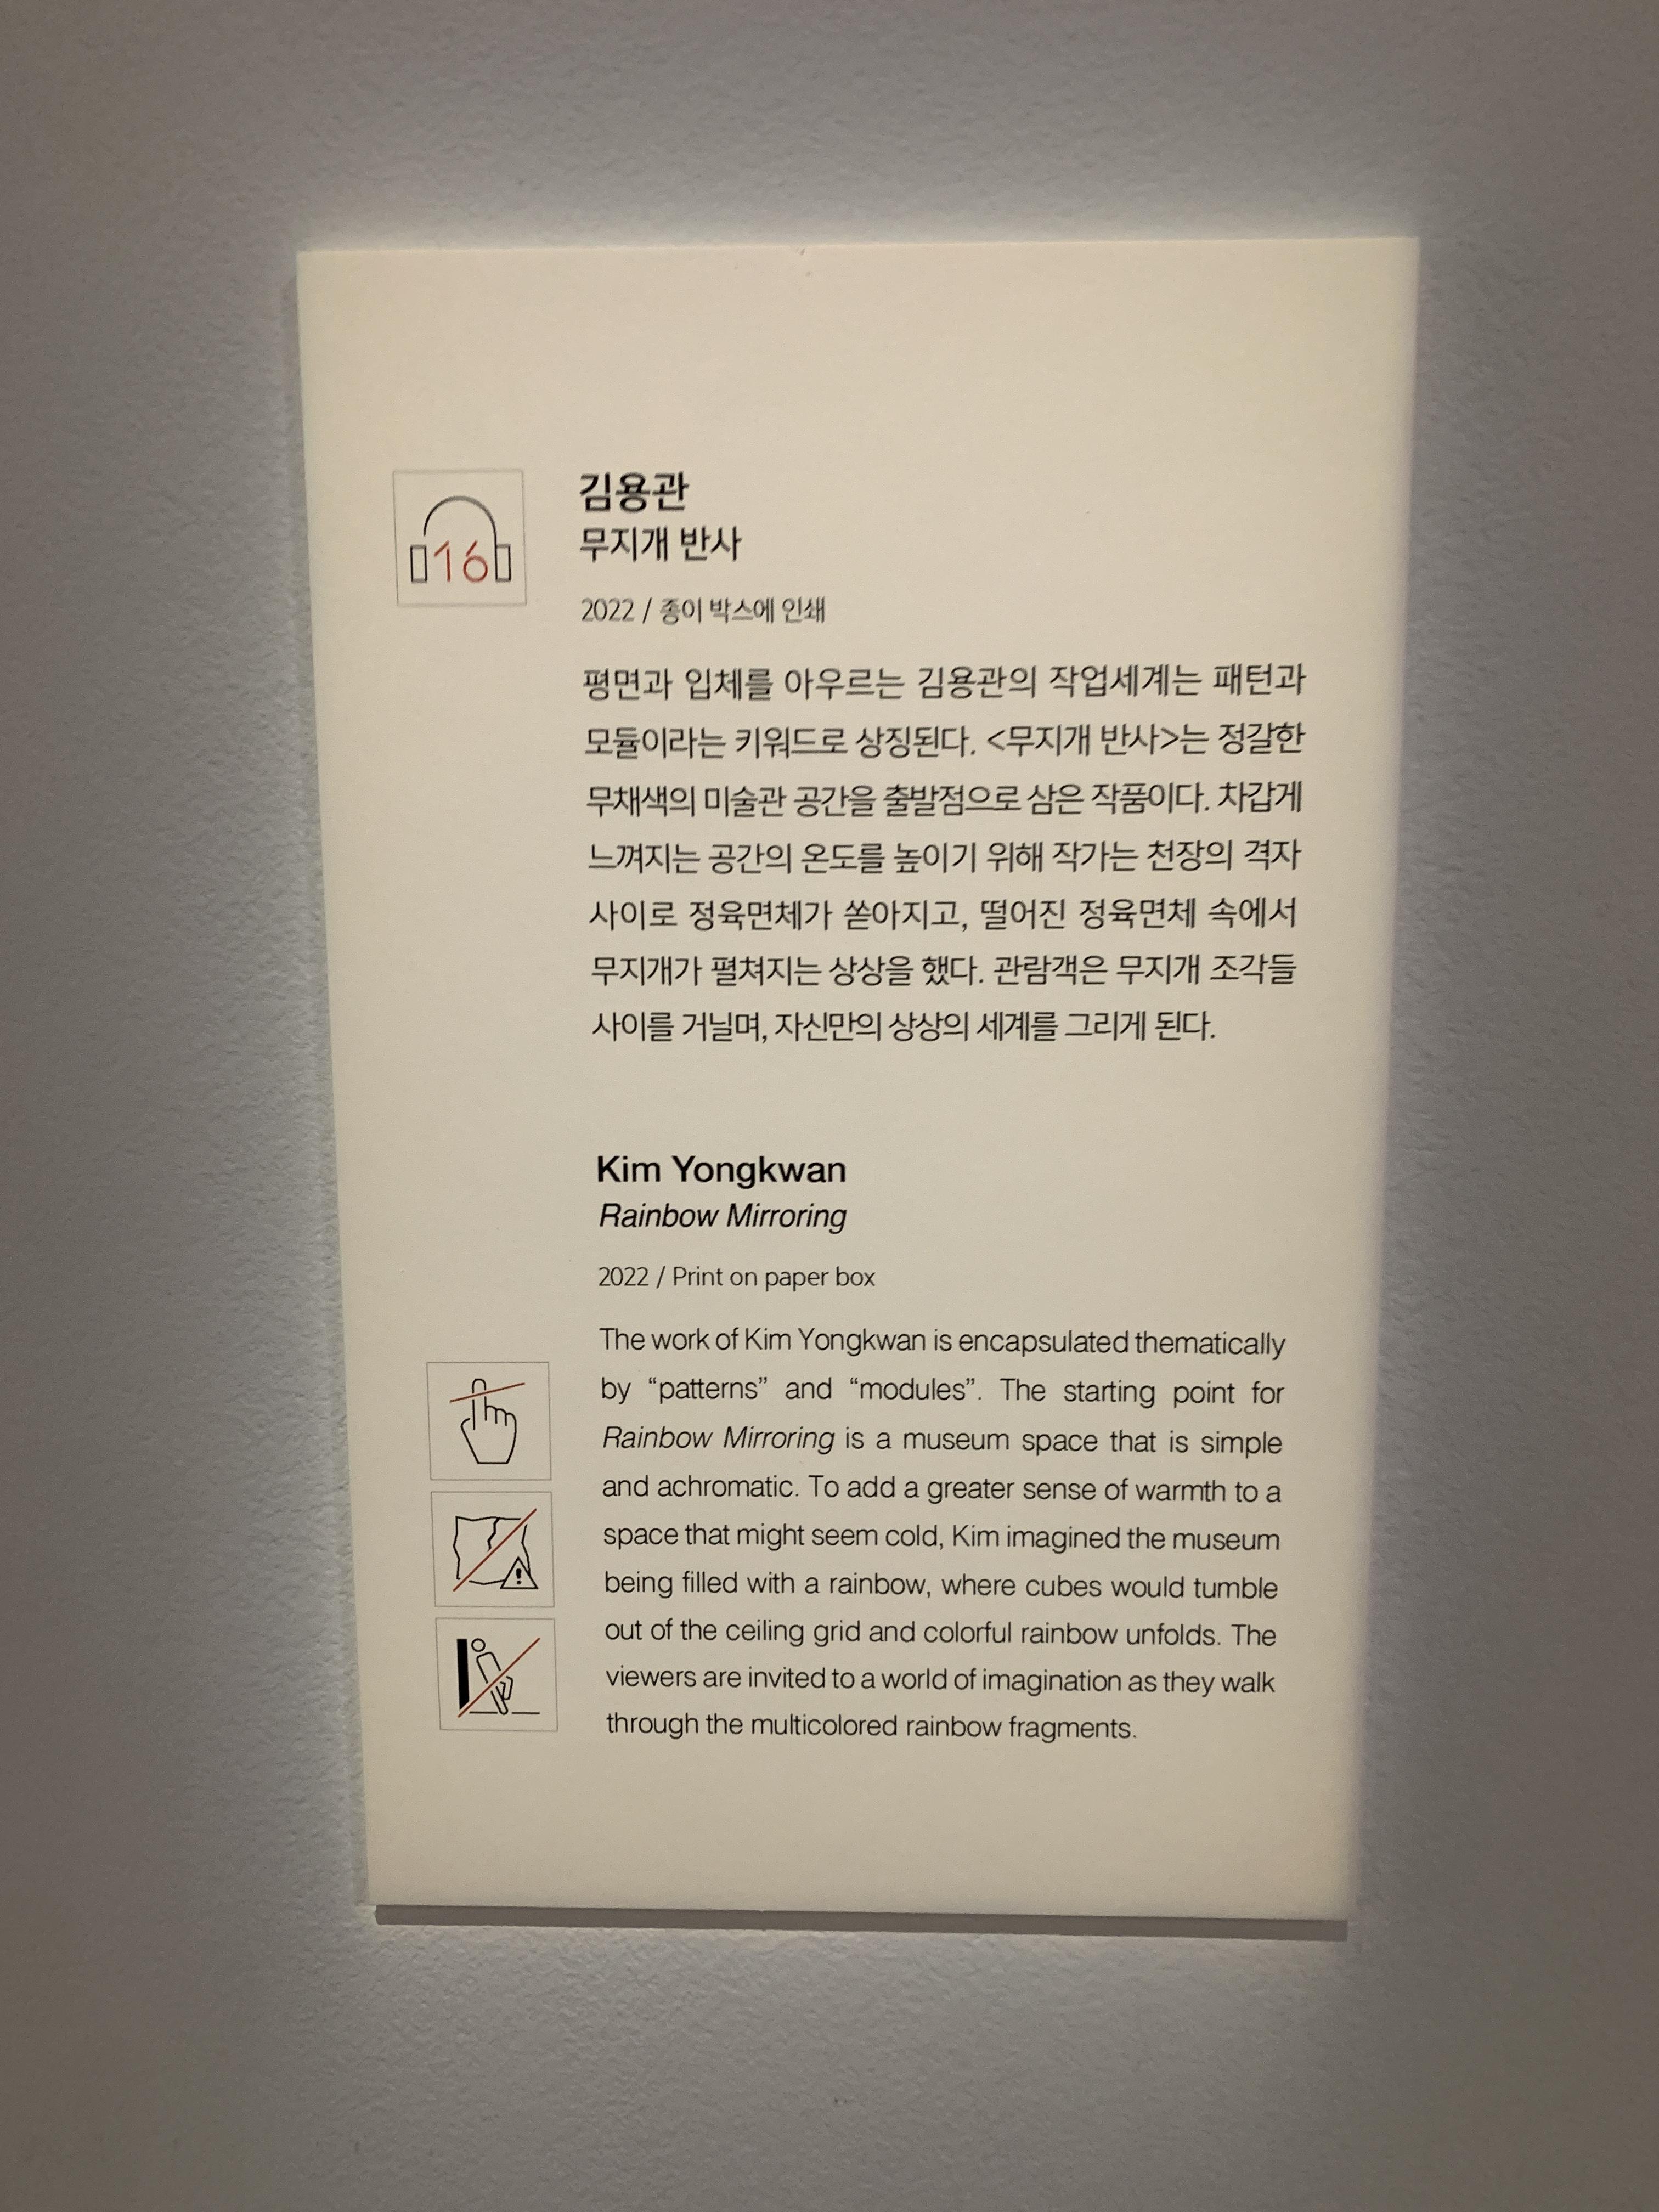 16
김용관
무지개 반사
2022 / 종이 박스에 인쇄
평면과 입체를 아우르는 김용관의 작업세계는 패턴과
모듈이라는 키워드로 상징된다. <무지개 반사>는 정갈한
무채색의 미술관 공간을 출발점으로 삼은 작품이다. 차갑게
느껴지는 공간의 온도를 높이기 위해 작가는 천장의 격자
사이로 정육면체가 쏟아지고, 떨어진 정육면체 속에서
무지개가 펼쳐지는 상상을 했다. 관람객은 무지개 조각들
사이를 거닐며, 자신만의 상상의 세계를 그리게 된다.
Kim Yongkwan
Rainbow Mirroring
2022 / Print on paper box
The work of Kim Yongkwan is encapsulated thematically
by “patterns” and “modules”. The starting point for
Rainbow Mirroring is a museum space that is simple
and achromatic. To add a greater sense of warmth to a
space that might seem cold, Kim imagined the museum
being filled with a rainbow, where cubes would tumble
out of the ceiling grid and colorful rainbow unfolds. The
viewers are invited to a world of imagination as they walk
through the multicolored rainbow fragments.